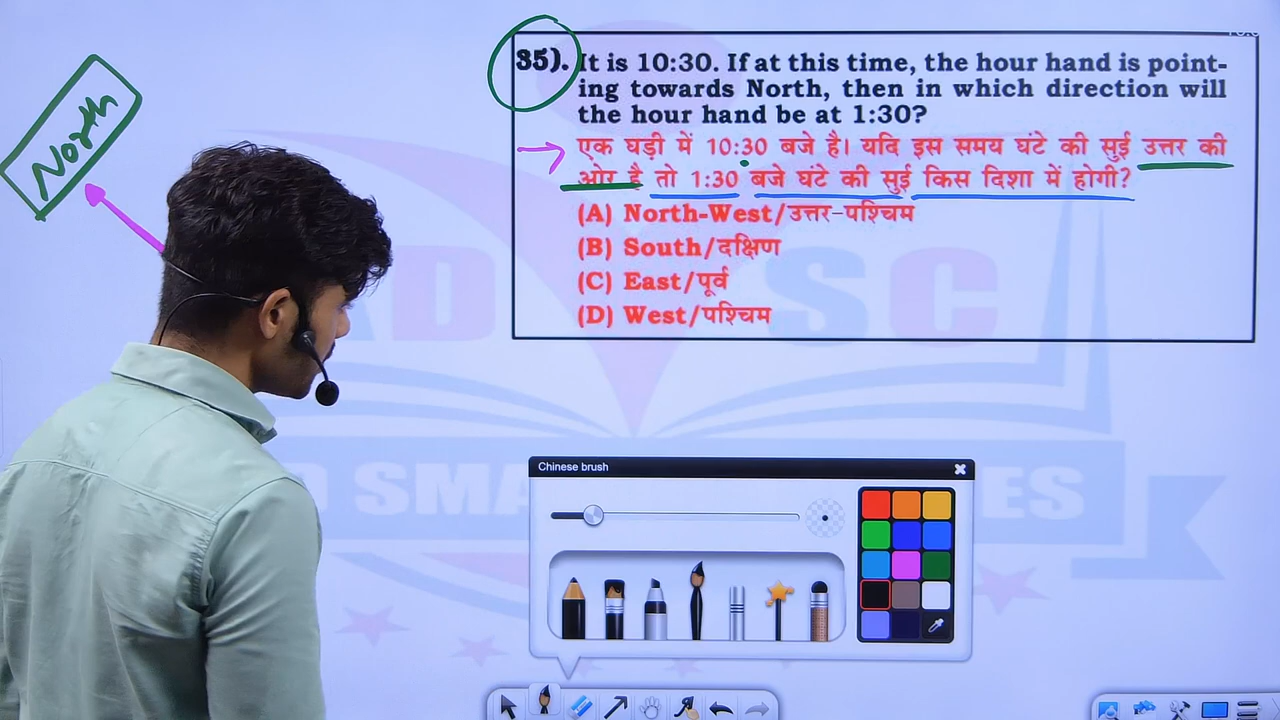 North
35). It is 10:30. If at this time, the hour hand is point-
ing towards North, then in which direction will
the hour hand be at 1:30?
एक घड़ी में 10:30 बजे है। यदि इस समय घंटे की सुई उत्तर की
ओर है तो 1:30 बजे घंटे की सुई किस दिशा में होगी?
(A) North-West/उत्तर-पश्चिम
(B) South/दक्षिण
(C) East/पूर्व
(D) West/पश्चिम
Chinese brush